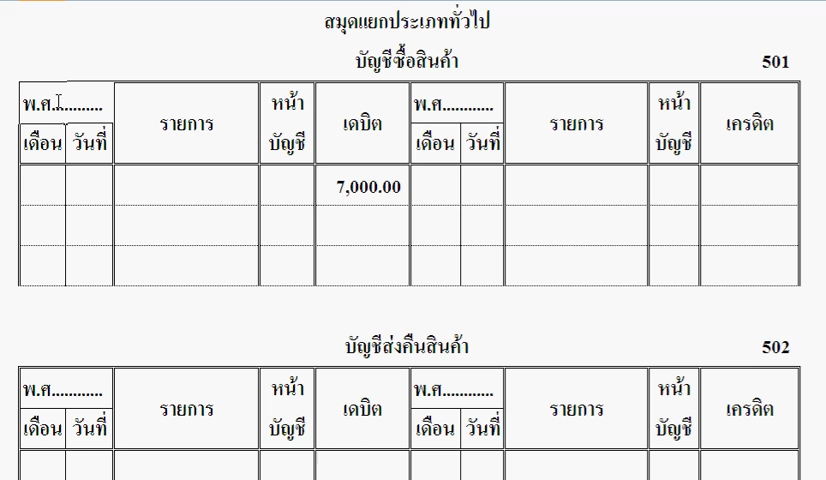 สมุดแยกประเภททั่วไป
บัญชีซื้อสินค้า 501
พ.ศ............ รายการ หน้า บัญชี เดบิต พ.ศ............ รายการ หน้า บัญชี เครดิต
เดือน วันที่ เดือน วันที่
7,000.00
บัญชีส่งคืนสินค้า 502
พ.ศ............ รายการ หน้า บัญชี เดบิต พ.ศ............ รายการ หน้า บัญชี เครดิต
เดือน วันที่ เดือน วันที่